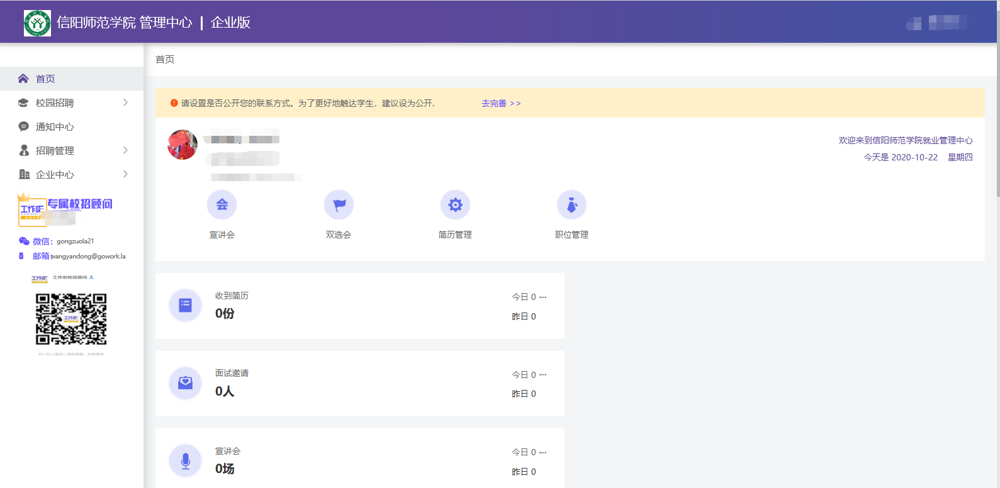 信阳师范学院 管理中心 | 企业版
首页
首页
校园招聘
通知中心
招聘管理
企业中心
工作啦
专属校招顾问
微信：gongzuola21
邮箱:wangyandong@gowork.la
工作啦 工作啦校招顾问
工作啦
请设置是否公开您的联系方式。为了更好地触达学生，建议设为公开.
去完善 >>
欢迎来到信阳师范学院就业管理中心
今天是 2020-10-22 星期四
会
宣讲会
双选会
简历管理
职位管理
收到简历
0份
今日 0 ---
昨日 0
面试邀请
0人
今日 0 ---
昨日 0
宣讲会
0场
今日 0 ---
昨日 0